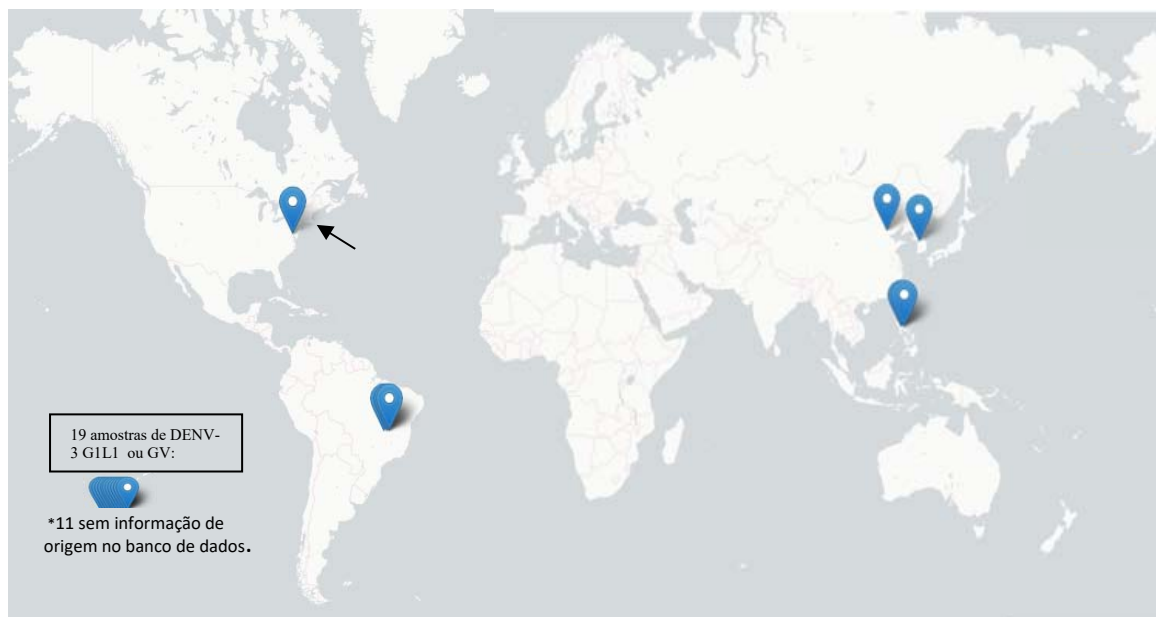 19 amostras de DENV-
3 G1L1 ou GV:
*11 sem informação de
origem no banco de dados.